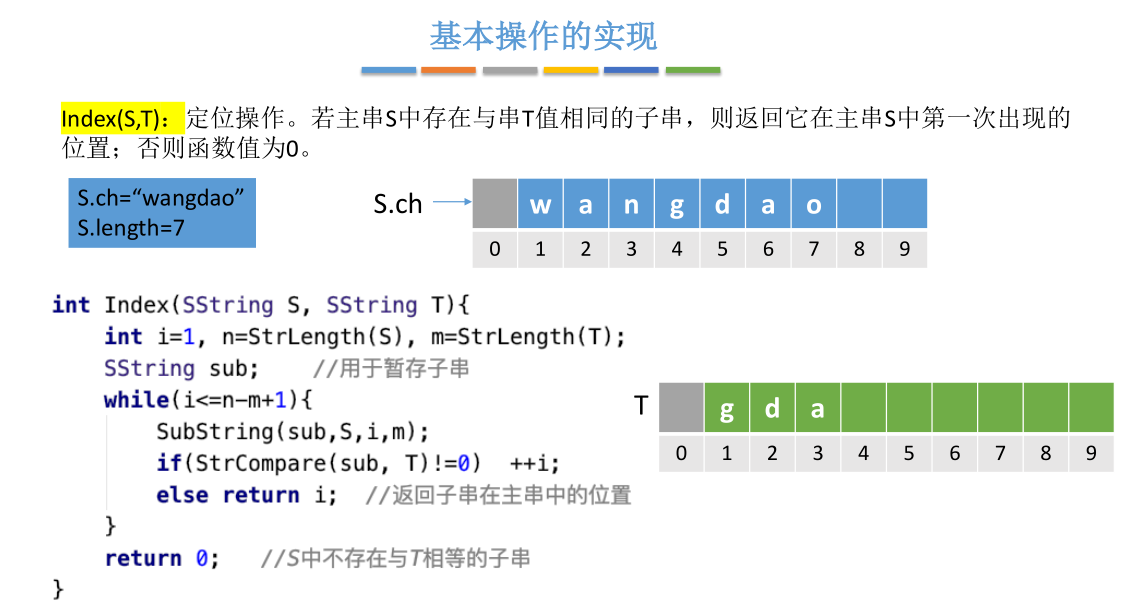 基本操作的实现
Index(S,T)：定位操作。若主串S中存在与串T值相同的子串，则返回它在主串S中第一次出现的
位置；否则函数值为0。
S.ch=“wangdao”
S.length=7
S.ch
w a n g d a o
0 1 2 3 4 5 6 7 8 9
int Index(SString S, SString T){
int i=1, n=StrLength(S), m=StrLength(T);
SString sub; //用于暂存子串
while(i<=n-m+1){
SubString(sub,S,i,m);
if(StrCompare(sub, T)!=0) ++i;
else return i; //返回子串在主串中的位置
}
return 0; //S中不存在与T相等的子串
}
T
g d a
0 1 2 3 4 5 6 7 8 9